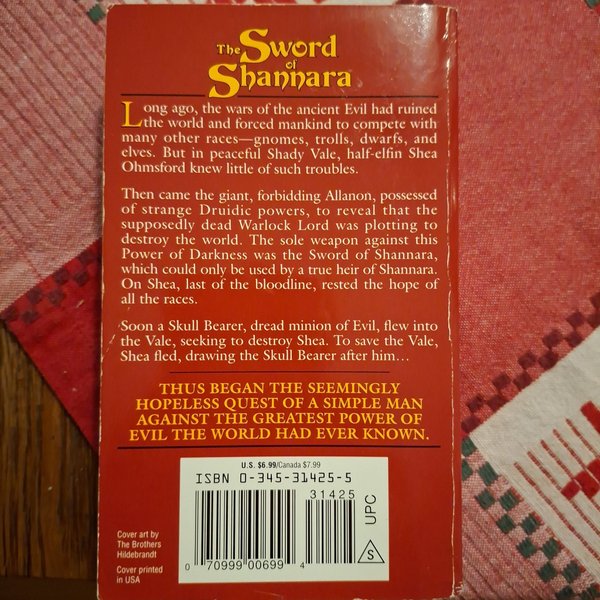 The Sword
of
Shannara
Long ago, the wars of the ancient Evil had ruined
the world and forced mankind to compete with
many other races—gnomes, trolls, dwarfs, and
elves. But in peaceful Shady Vale, half-elfin Shea
Ohmsford knew little of such troubles.
Then came the giant, forbidding Allanon, possessed
of strange Druidic powers, to reveal that the
supposedly dead Warlock Lord was plotting to
destroy the world. The sole weapon against this
Power of Darkness was the Sword of Shannara,
which could only be used by a true heir of Shannara.
On Shea, last of the bloodline, rested the hope of
all the races.
Soon a Skull Bearer, dread minion of Evil, flew into
the Vale, seeking to destroy Shea. To save the Vale,
Shea fled, drawing the Skull Bearer after him...
THUS BEGAN THE SEEMINGLY
HOPELESS QUEST OF A SIMPLE MAN
AGAINST THE GREATEST POWER OF
EVIL THE WORLD HAD EVER KNOWN.
U.S. $6.99/Canada $7.99
ISBN 0-345-31425-5
31425
UPC
S
0 70999 00699 4
Cover art by
The Brothers
Hildebrandt
Cover printed
in USA